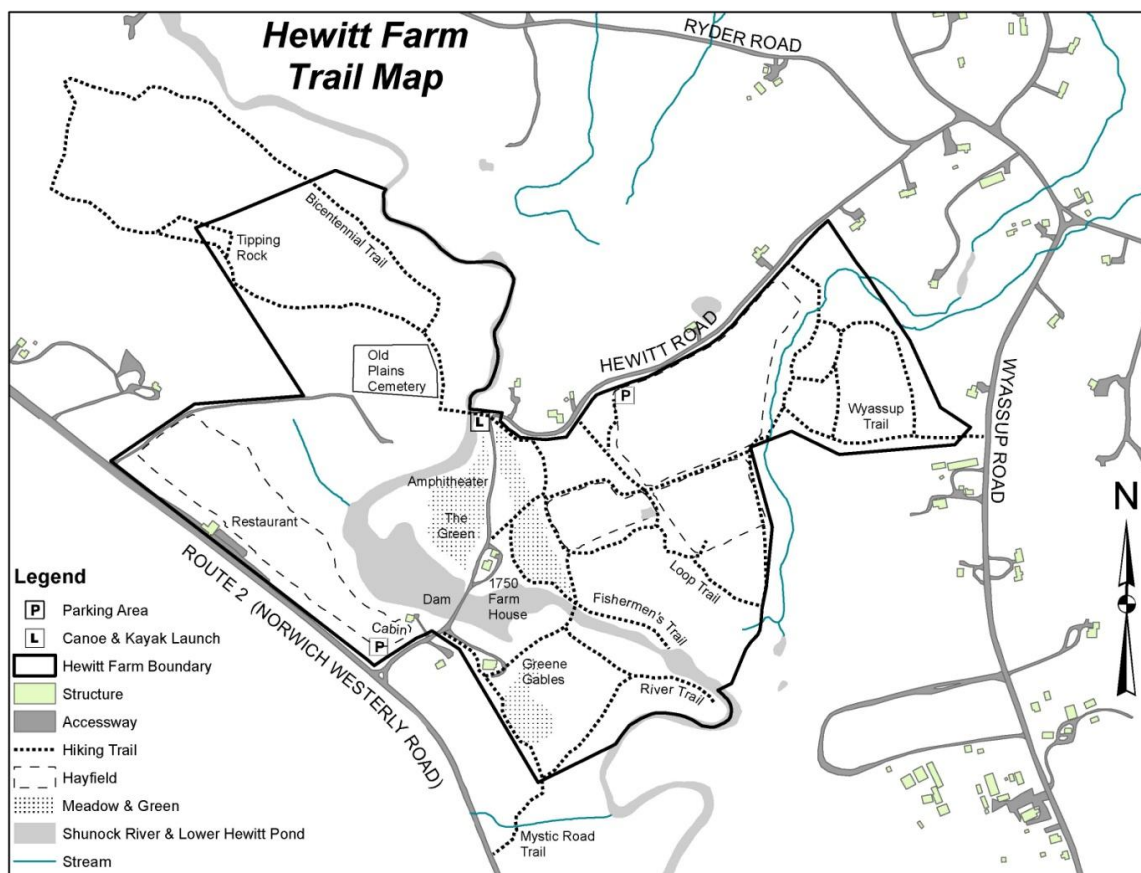 Hewitt Farm
Trail Map
RYDER ROAD
Bicentennial Trail
Tipping
Rock
HEWITT ROAD
Old
Plains
Cemetery
P
L
Wyassup
Trail
WYASSUP ROAD
Amphitheater
The
Green
Restaurant
N
Loop Trail
1750
Farm
House
Dam
Fishermen's Trail
Cabin
P
Greene
Gables
River Trail
ROUTE 2 (NORWICH WESTERLY ROAD)
Mystic Road
Trail
Legend
P Parking Area
L Canoe & Kayak Launch
Hewitt Farm Boundary
Structure
Accessway
Hiking Trail
Hayfield
Meadow & Green
Shunock River & Lower Hewitt Pond
Stream